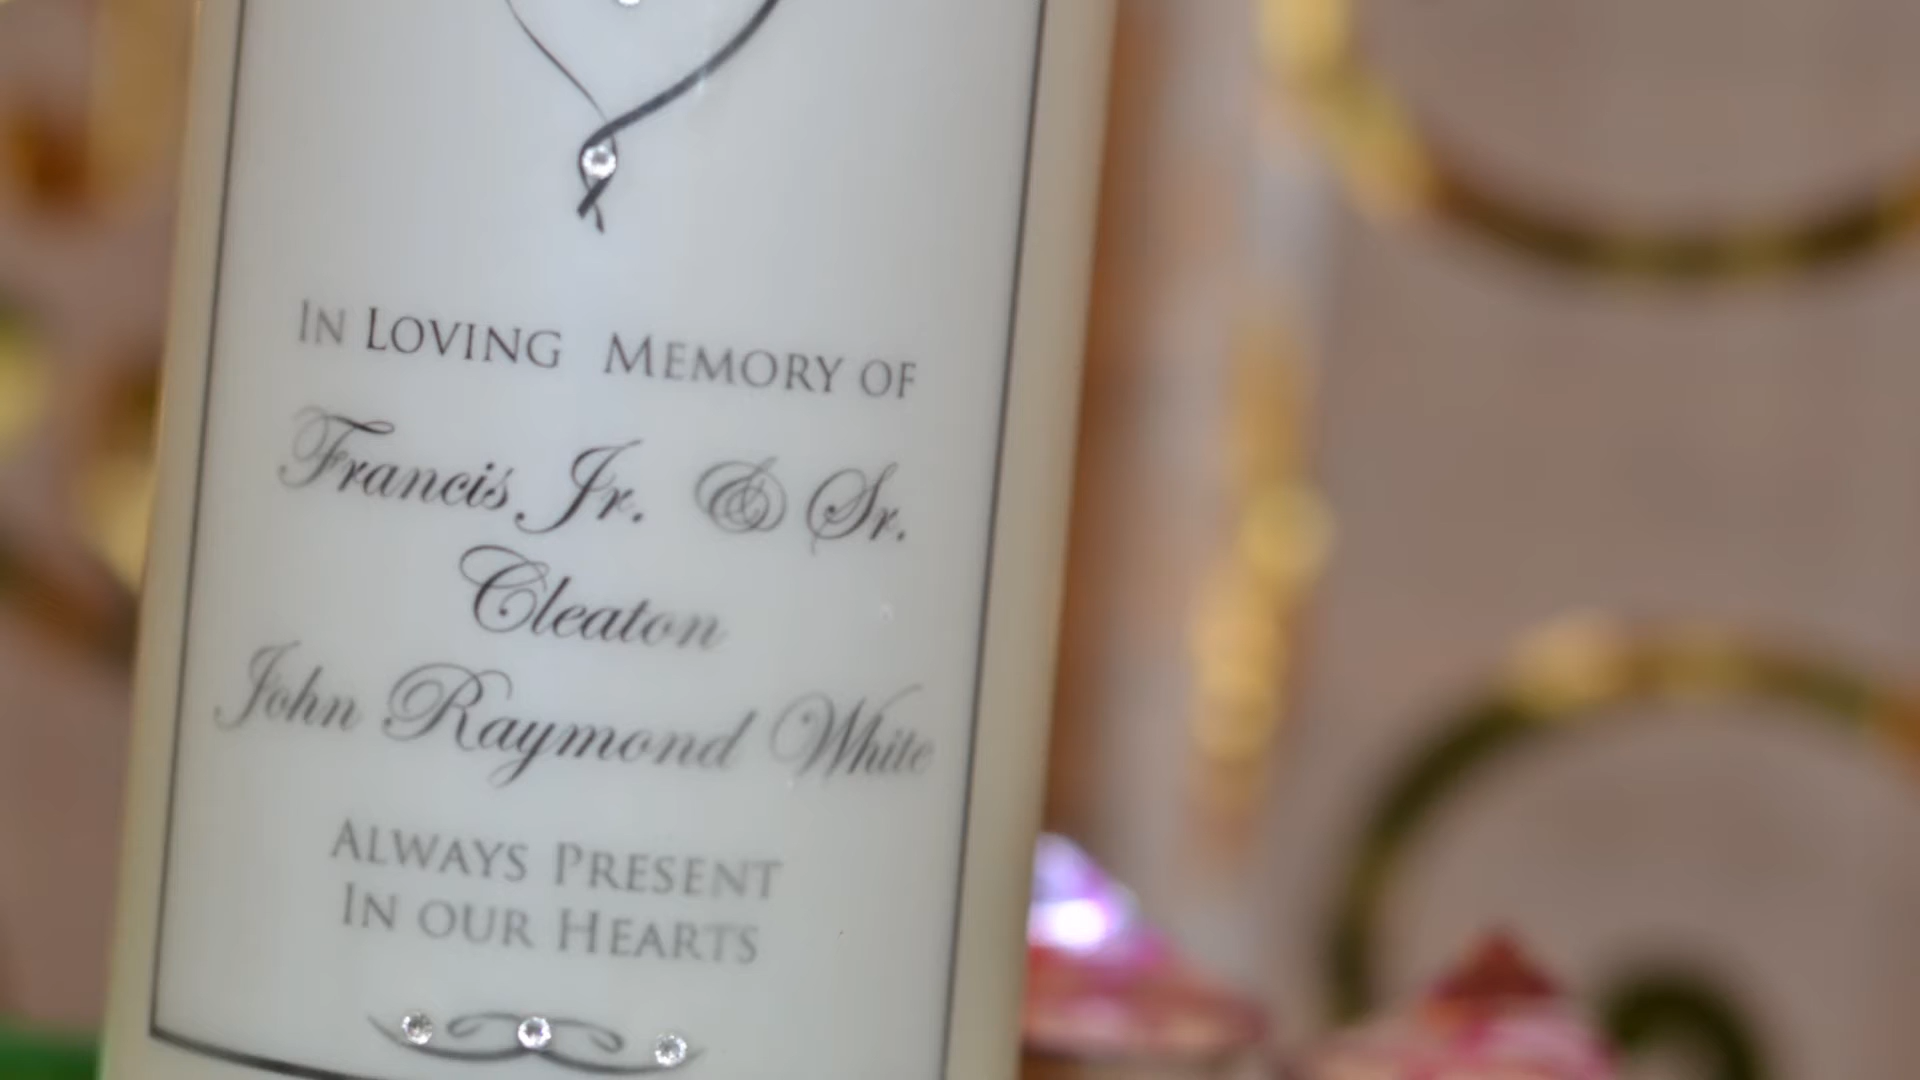 In Loving Memory of
Francis Jr. & Sr.
Cleaton
John Raymond White
Always Present
In our Hearts